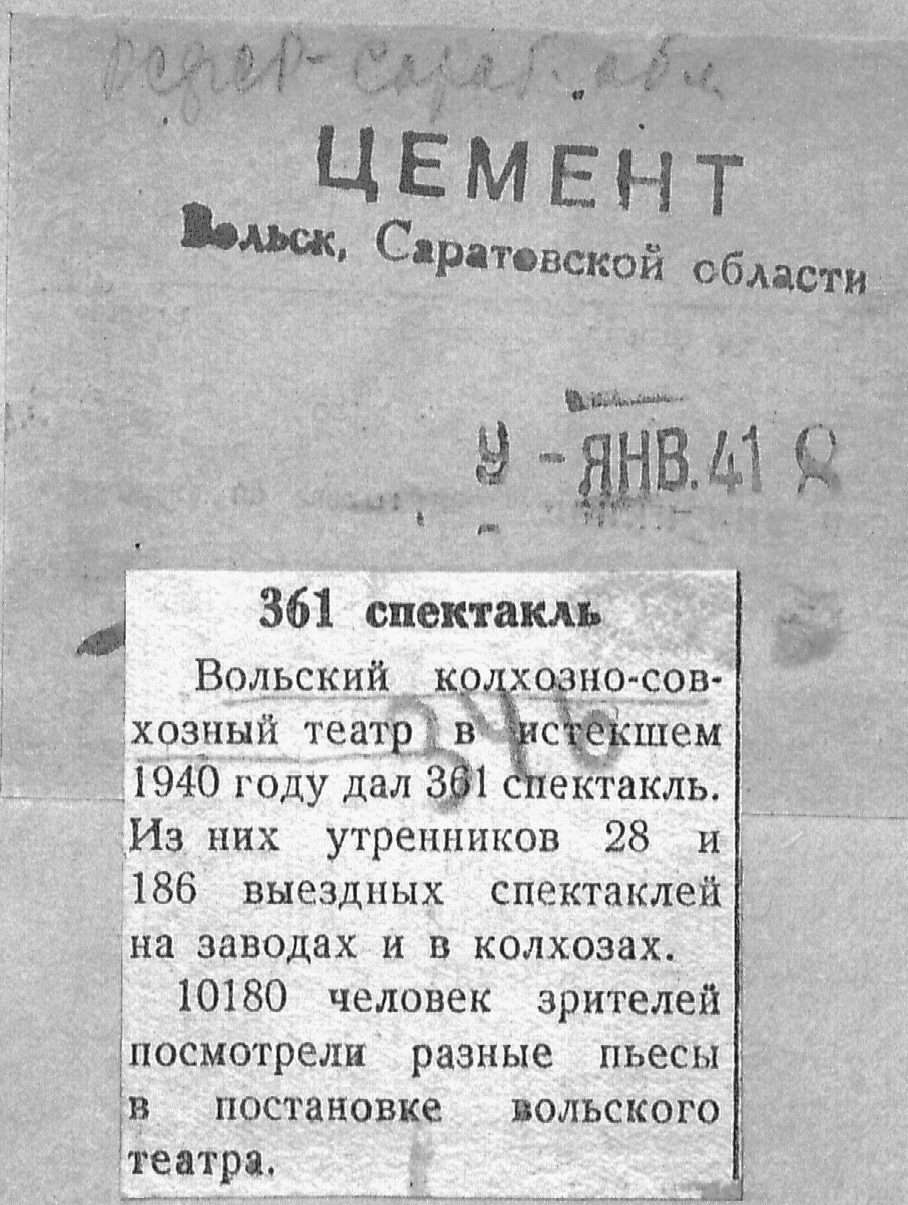 ЦЕМЕНТ
Вольск, Саратовской области
9 - ЯНВ. 41
361 спектакль
Вольский колхозно-сов-
хозный театр в истекшем
1940 году дал 361 спектакль.
Из них утренников 28 и
186 выездных спектаклей
на заводах и в колхозах.
10180 человек зрителей
посмотрели разные пьесы
в постановке вольского
театра.
346